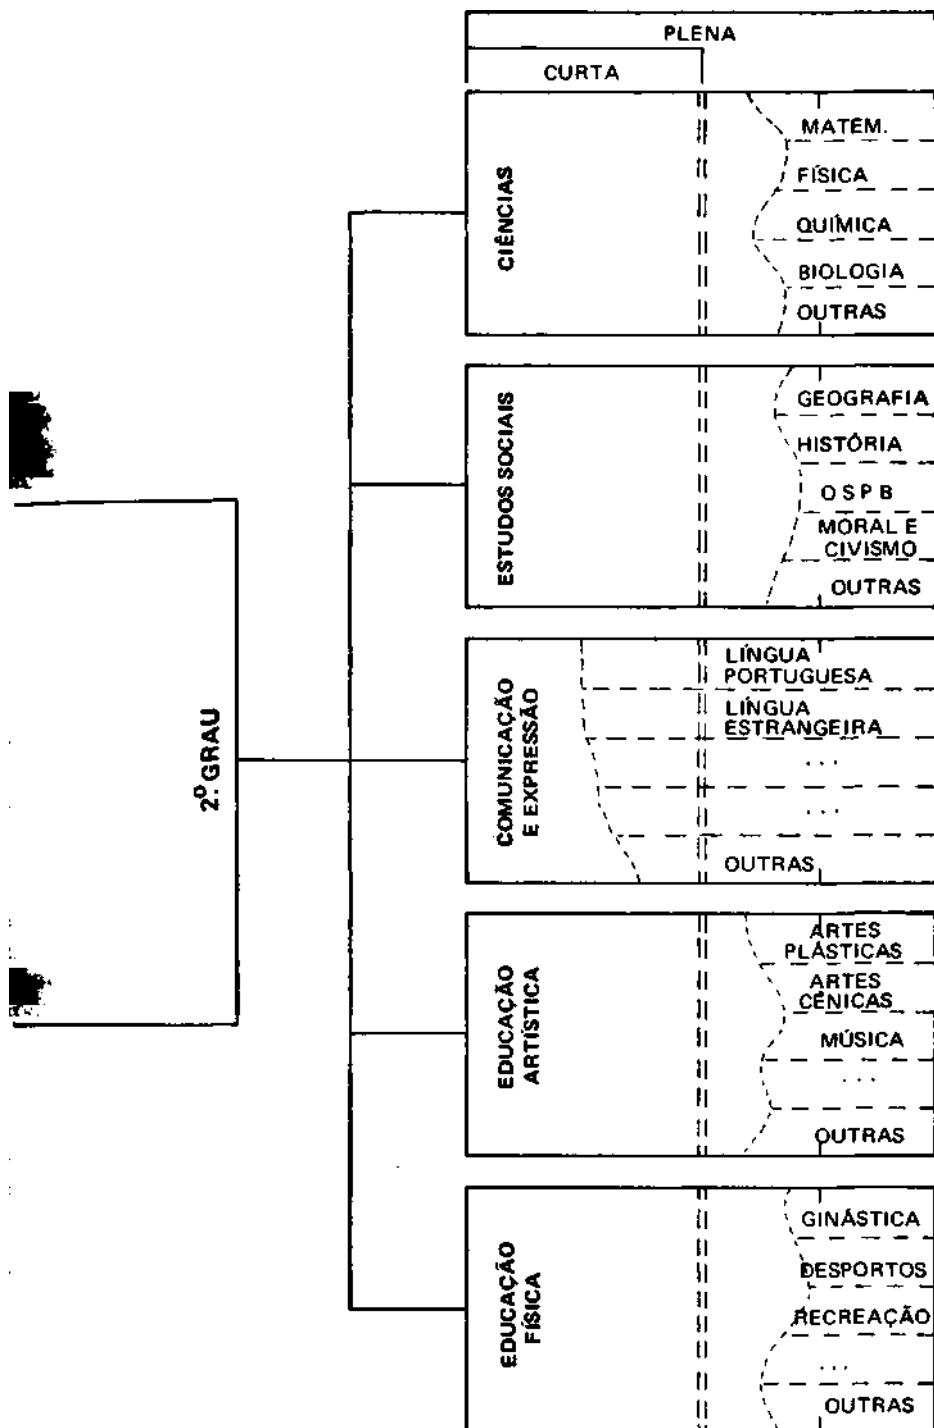 PLENA
CURTA
2º. GRAU
CIÊNCIAS
MATEM.
FÍSICA
QUÍMICA
BIOLOGIA
OUTRAS
ESTUDOS SOCIAIS
GEOGRAFIA
HISTÓRIA
O S P B
MORAL E
CIVISMO
OUTRAS
COMUNICAÇÃO
E EXPRESSÃO
LÍNGUA
PORTUGUESA
LÍNGUA
ESTRANGEIRA
...
...
OUTRAS
EDUCAÇÃO
ARTÍSTICA
ARTES
PLÁSTICAS
ARTES
CÊNICAS
MÚSICA
...
OUTRAS
EDUCAÇÃO
FÍSICA
GINÁSTICA
DESPORTOS
RECREAÇÃO
...
OUTRAS